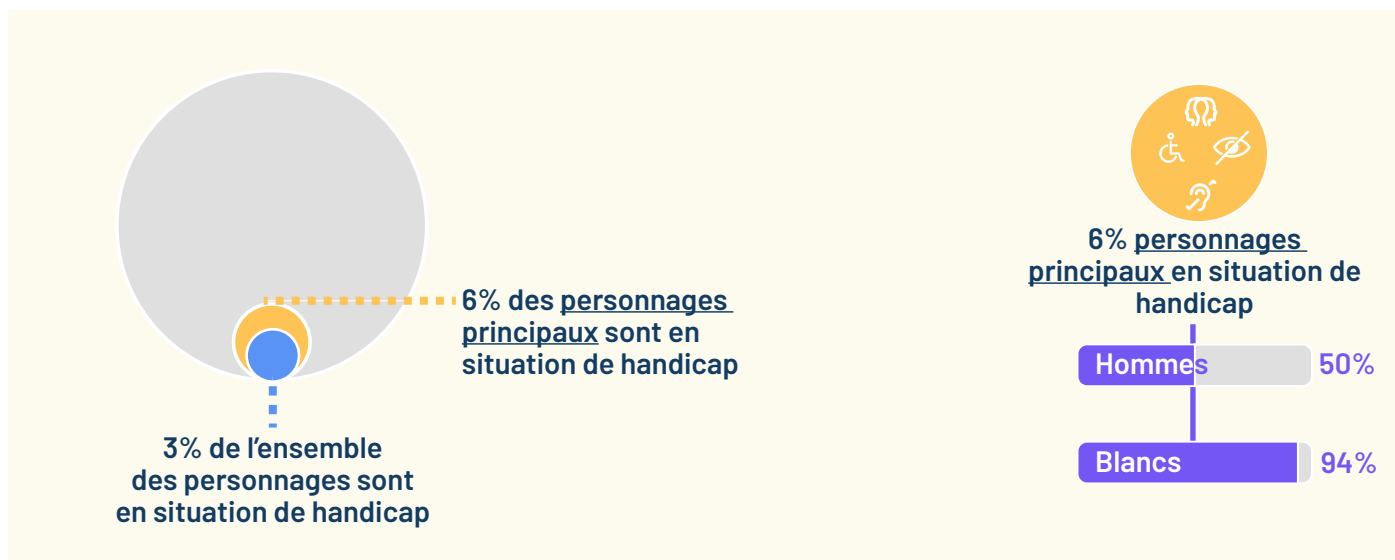 6% des personnages
principaux sont en
situation de handicap
3% de l’ensemble
des personnages sont
en situation de handicap
6% personnages
principaux en situation de
handicap
Hommes 50%
Blancs 94%